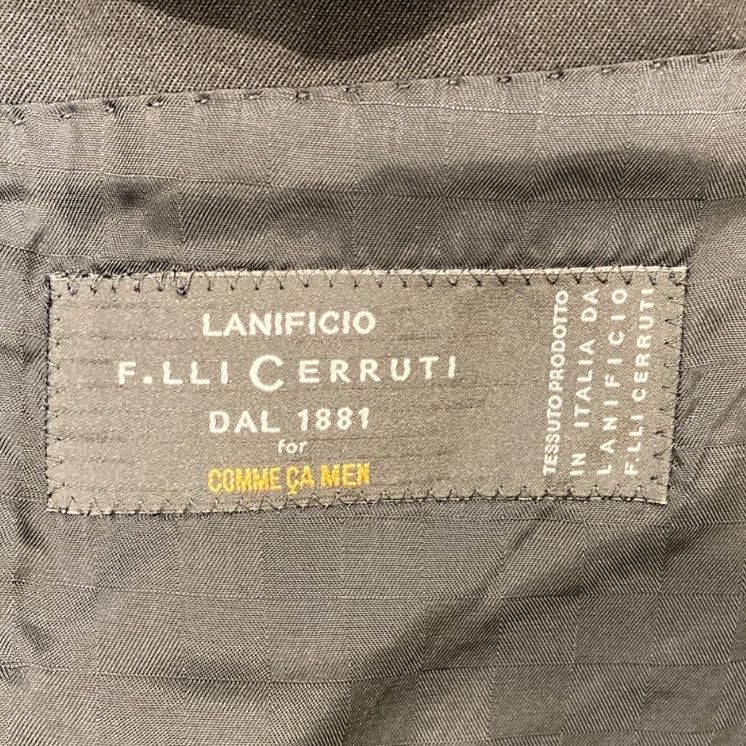 LANIFICIO
F.LLI CERRUTI
DAL 1881
for
COMME ÇA MEN
TESSUTO PRODOTTO
IN ITALIA DA
LANIFICIO
F.LLI CERRUTI